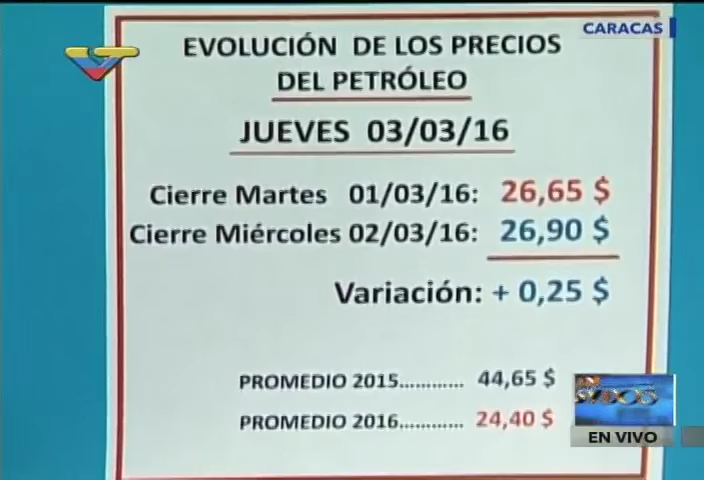 CARACAS
EVOLUCIÓN DE LOS PRECIOS
DEL PETRÓLEO
JUEVES 03/03/16
Cierre Martes 01/03/16: 26,65 $
Cierre Miércoles 02/03/16: 26,90 $
Variación: + 0,25 $
PROMEDIO 2015............ 44,65 $
PROMEDIO 2016............ 24,40 $
EN VIVO